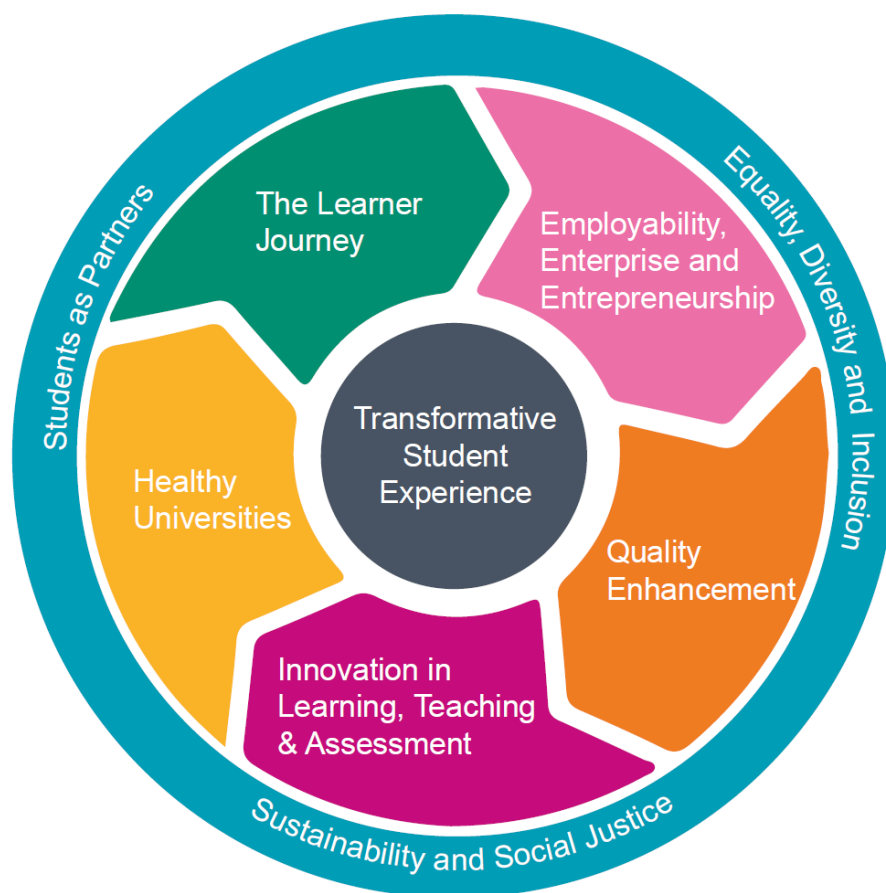 Students as Partners
Equality, Diversity and Inclusion
The Learner
Journey
Employability,
Enterprise and
Entrepreneurship
Transformative
Student
Experience
Healthy
Universities
Quality
Enhancement
Innovation in
Learning, Teaching
& Assessment
Sustainability and Social Justice